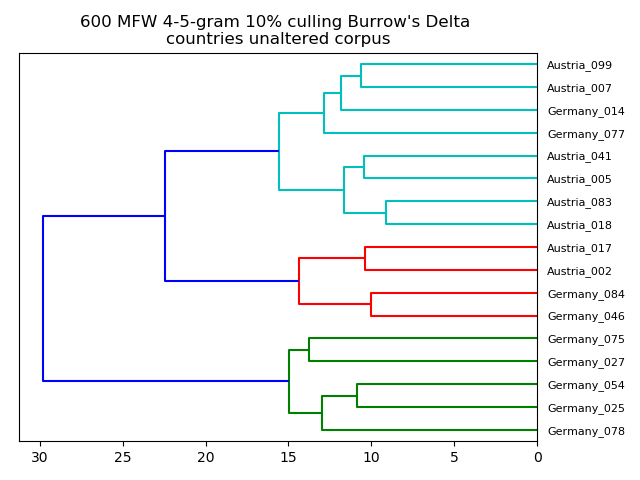 600 MFW 4-5-gram 10% culling Burrow's Delta
countries unaltered corpus
Austria_099
Austria_007
Germany_014
Germany_077
Austria_041
Austria_005
Austria_083
Austria_018
Austria_017
Austria_002
Germany_084
Germany_046
Germany_075
Germany_027
Germany_054
Germany_025
Germany_078
30 25 20 15 10 5 0